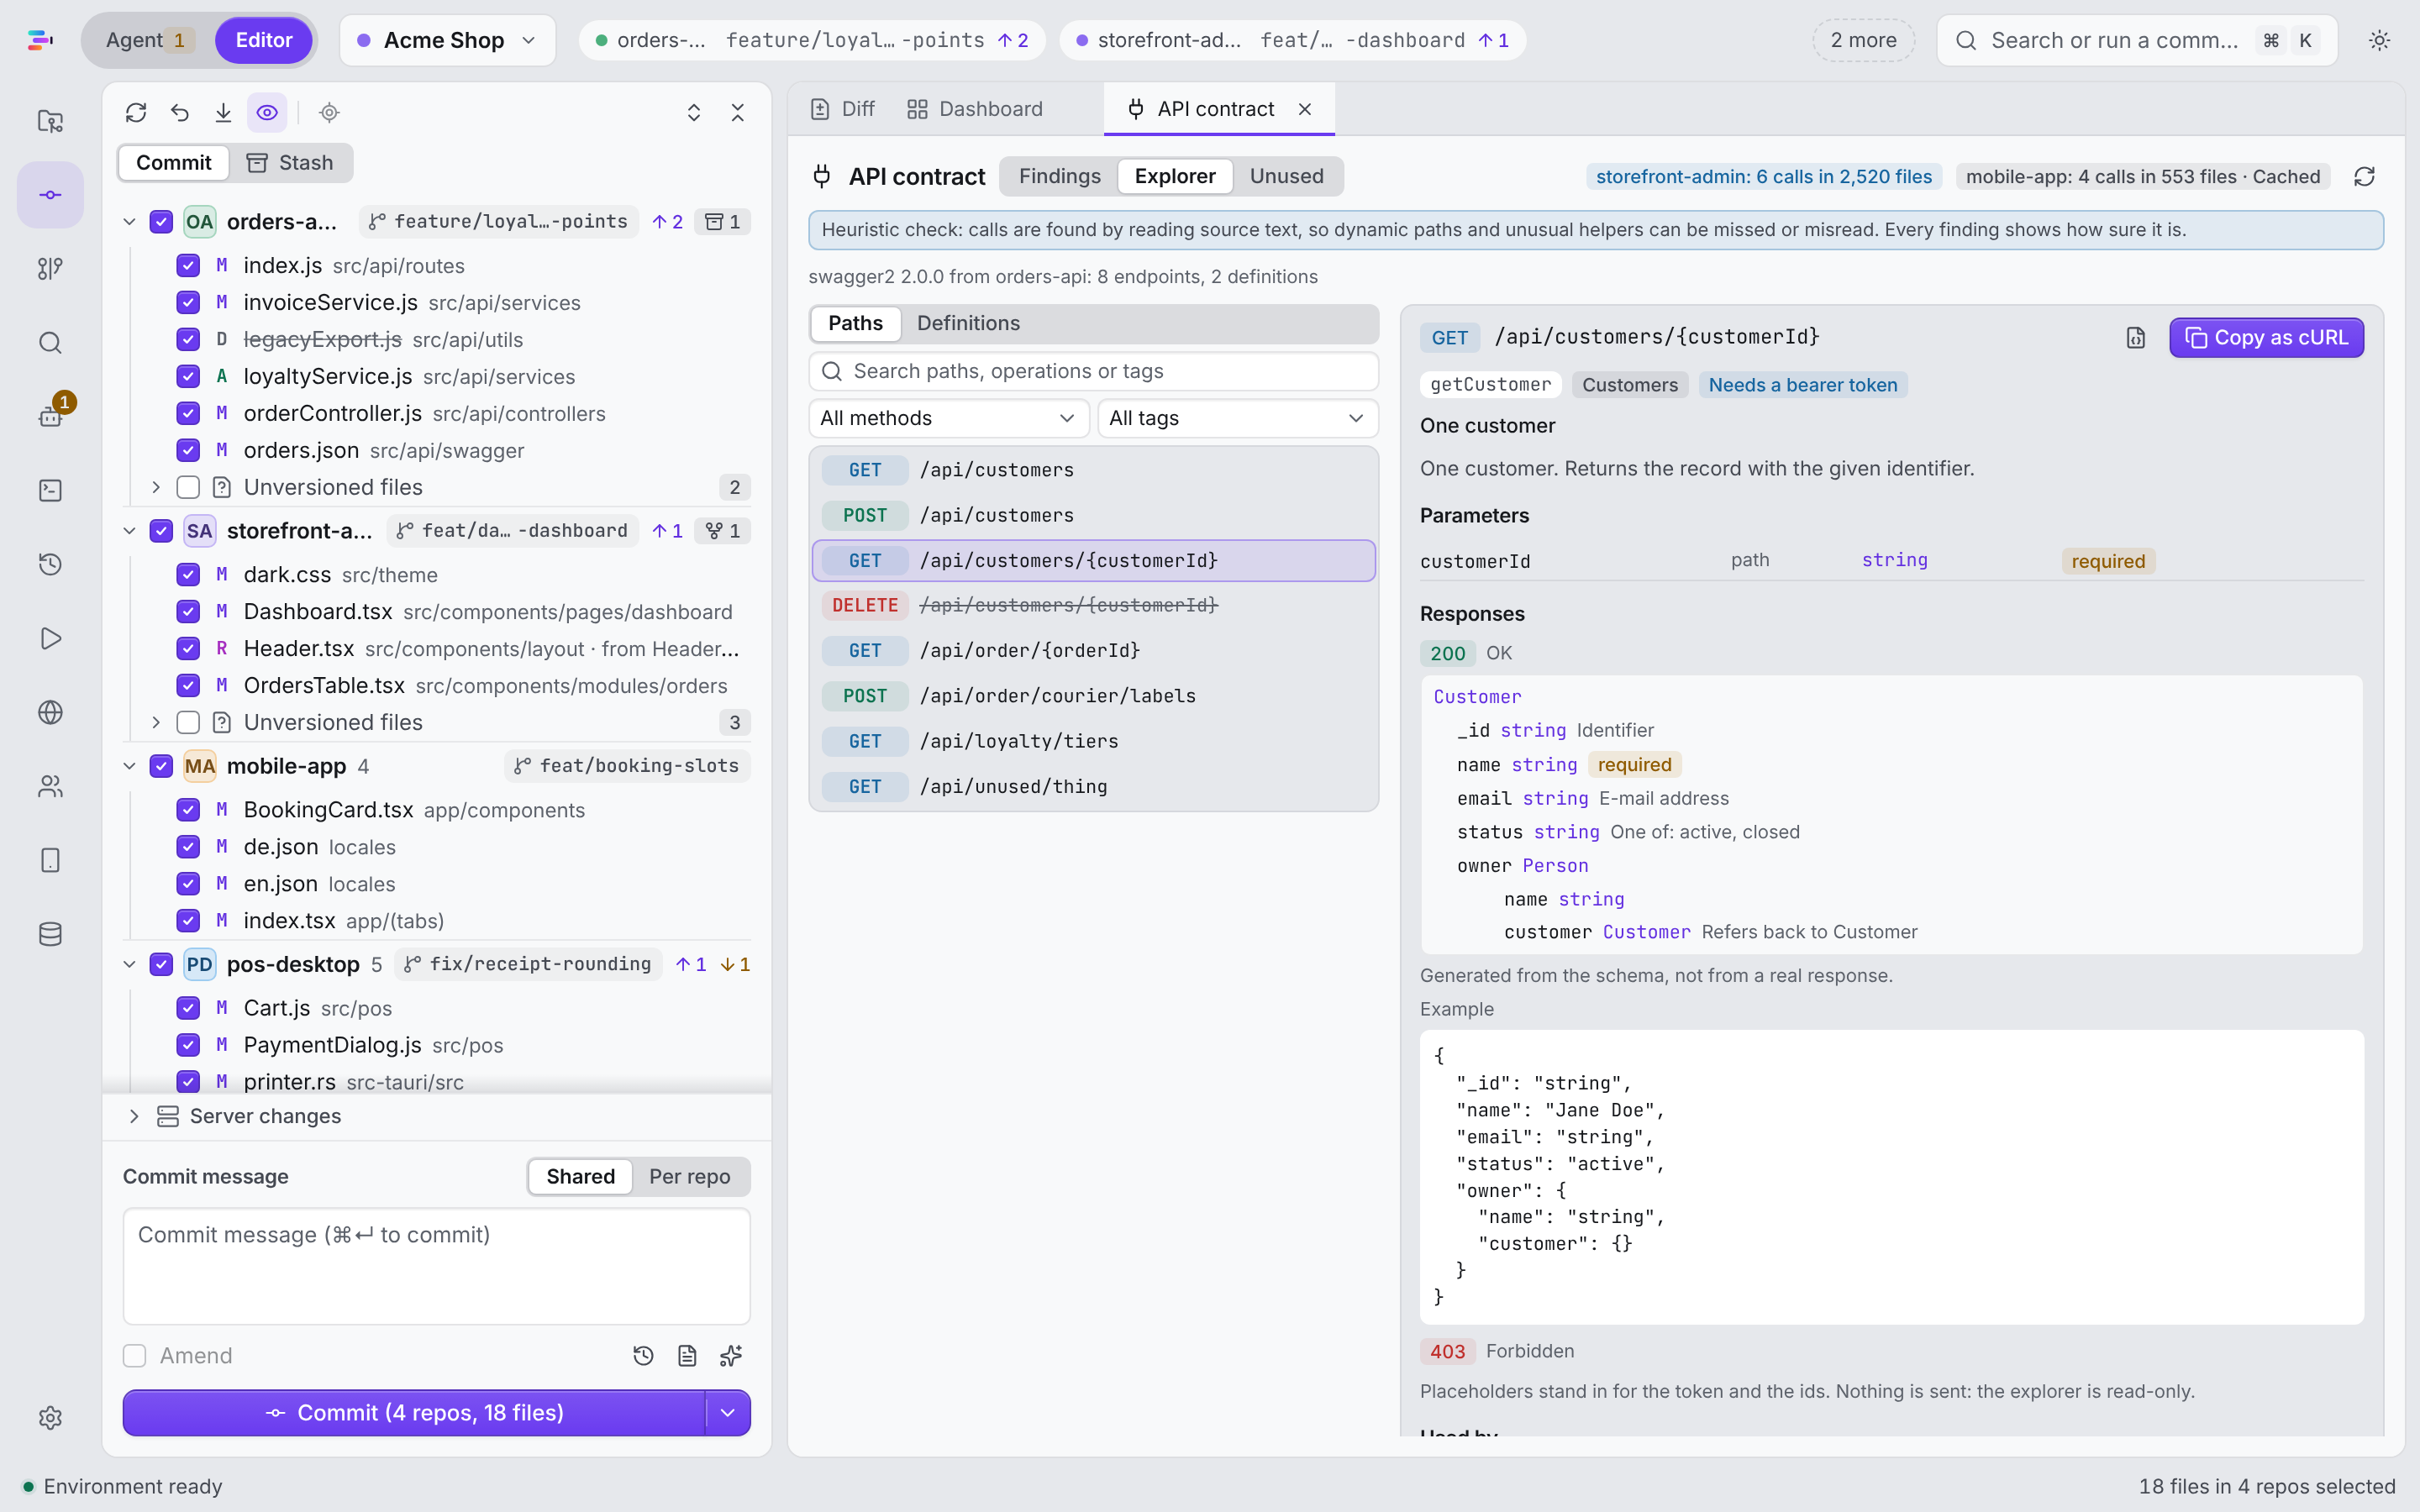 Agent 1 Editor Acme Shop orders-... feature/loyal…-points ↑2 storefront-ad... feat/… -dashboard ↑1 2 more Search or run a comm... ⌘ K
Commit Stash
orders-a... OA feature/loyal…-points ↑2 1
M index.js src/api/routes
M invoiceService.js src/api/services
D legacyExport.js src/api/utils
A loyaltyService.js src/api/services
M orderController.js src/api/controllers
M orders.json src/api/swagger
Unversioned files 2
SA storefront-a... feat/da… -dashboard ↑1 1
M dark.css src/theme
M Dashboard.tsx src/components/pages/dashboard
R Header.tsx src/components/layout · from Header...
M OrdersTable.tsx src/components/modules/orders
Unversioned files 3
MA mobile-app 4 feat/booking-slots
M BookingCard.tsx app/components
M de.json locales
M en.json locales
M index.tsx app/(tabs)
PD pos-desktop 5 fix/receipt-rounding ↑1 ↓1
M Cart.js src/pos
M PaymentDialog.js src/pos
M printer.rs src-tauri/src
Server changes
Commit message Shared Per repo
Commit message (⌘↵ to commit)
Amend
Commit (4 repos, 18 files)
1
Diff Dashboard API contract
API contract Findings Explorer Unused storefront-admin: 6 calls in 2,520 files mobile-app: 4 calls in 553 files · Cached
Heuristic check: calls are found by reading source text, so dynamic paths and unusual helpers can be missed or misread. Every finding shows how sure it is.
swagger2 2.0.0 from orders-api: 8 endpoints, 2 definitions
Paths Definitions
Search paths, operations or tags
All methods All tags
GET /api/customers
POST /api/customers
GET /api/customers/{customerId}
DELETE /api/customers/{customerId}
GET /api/order/{orderId}
POST /api/order/courier/labels
GET /api/loyalty/tiers
GET /api/unused/thing
GET /api/customers/{customerId} Copy as cURL
getCustomer Customers Needs a bearer token
One customer
One customer. Returns the record with the given identifier.
Parameters
customerId path string required
Responses
200 OK
Customer
_id string Identifier
name string required
email string E-mail address
status string One of: active, closed
owner Person
name string
customer Customer Refers back to Customer
Generated from the schema, not from a real response.
Example
{
"_id": "string",
"name": "Jane Doe",
"email": "string",
"status": "active",
"owner": {
"name": "string",
"customer": {}
}
}
403 Forbidden
Placeholders stand in for the token and the ids. Nothing is sent: the explorer is read-only.
Used by
Environment ready 18 files in 4 repos selected